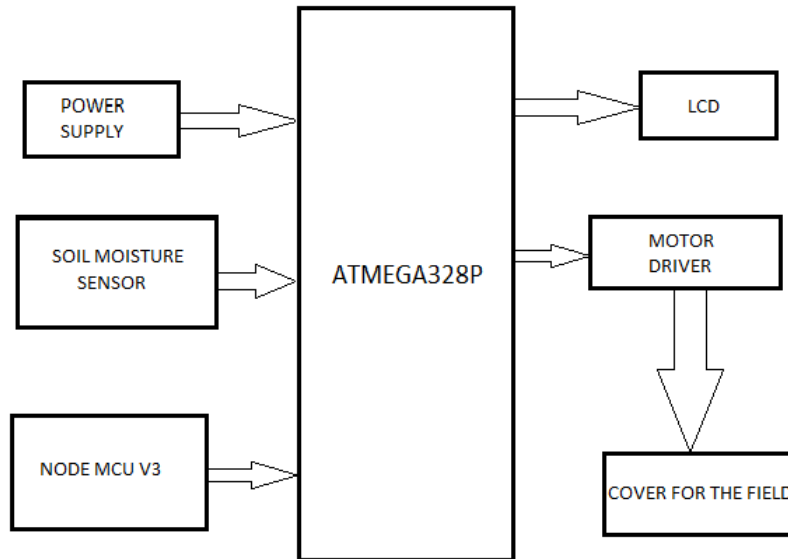 POWER
SUPPLY
SOIL MOISTURE
SENSOR
NODE MCU V3
ATMEGA328P
LCD
MOTOR
DRIVER
COVER FOR THE FIELD